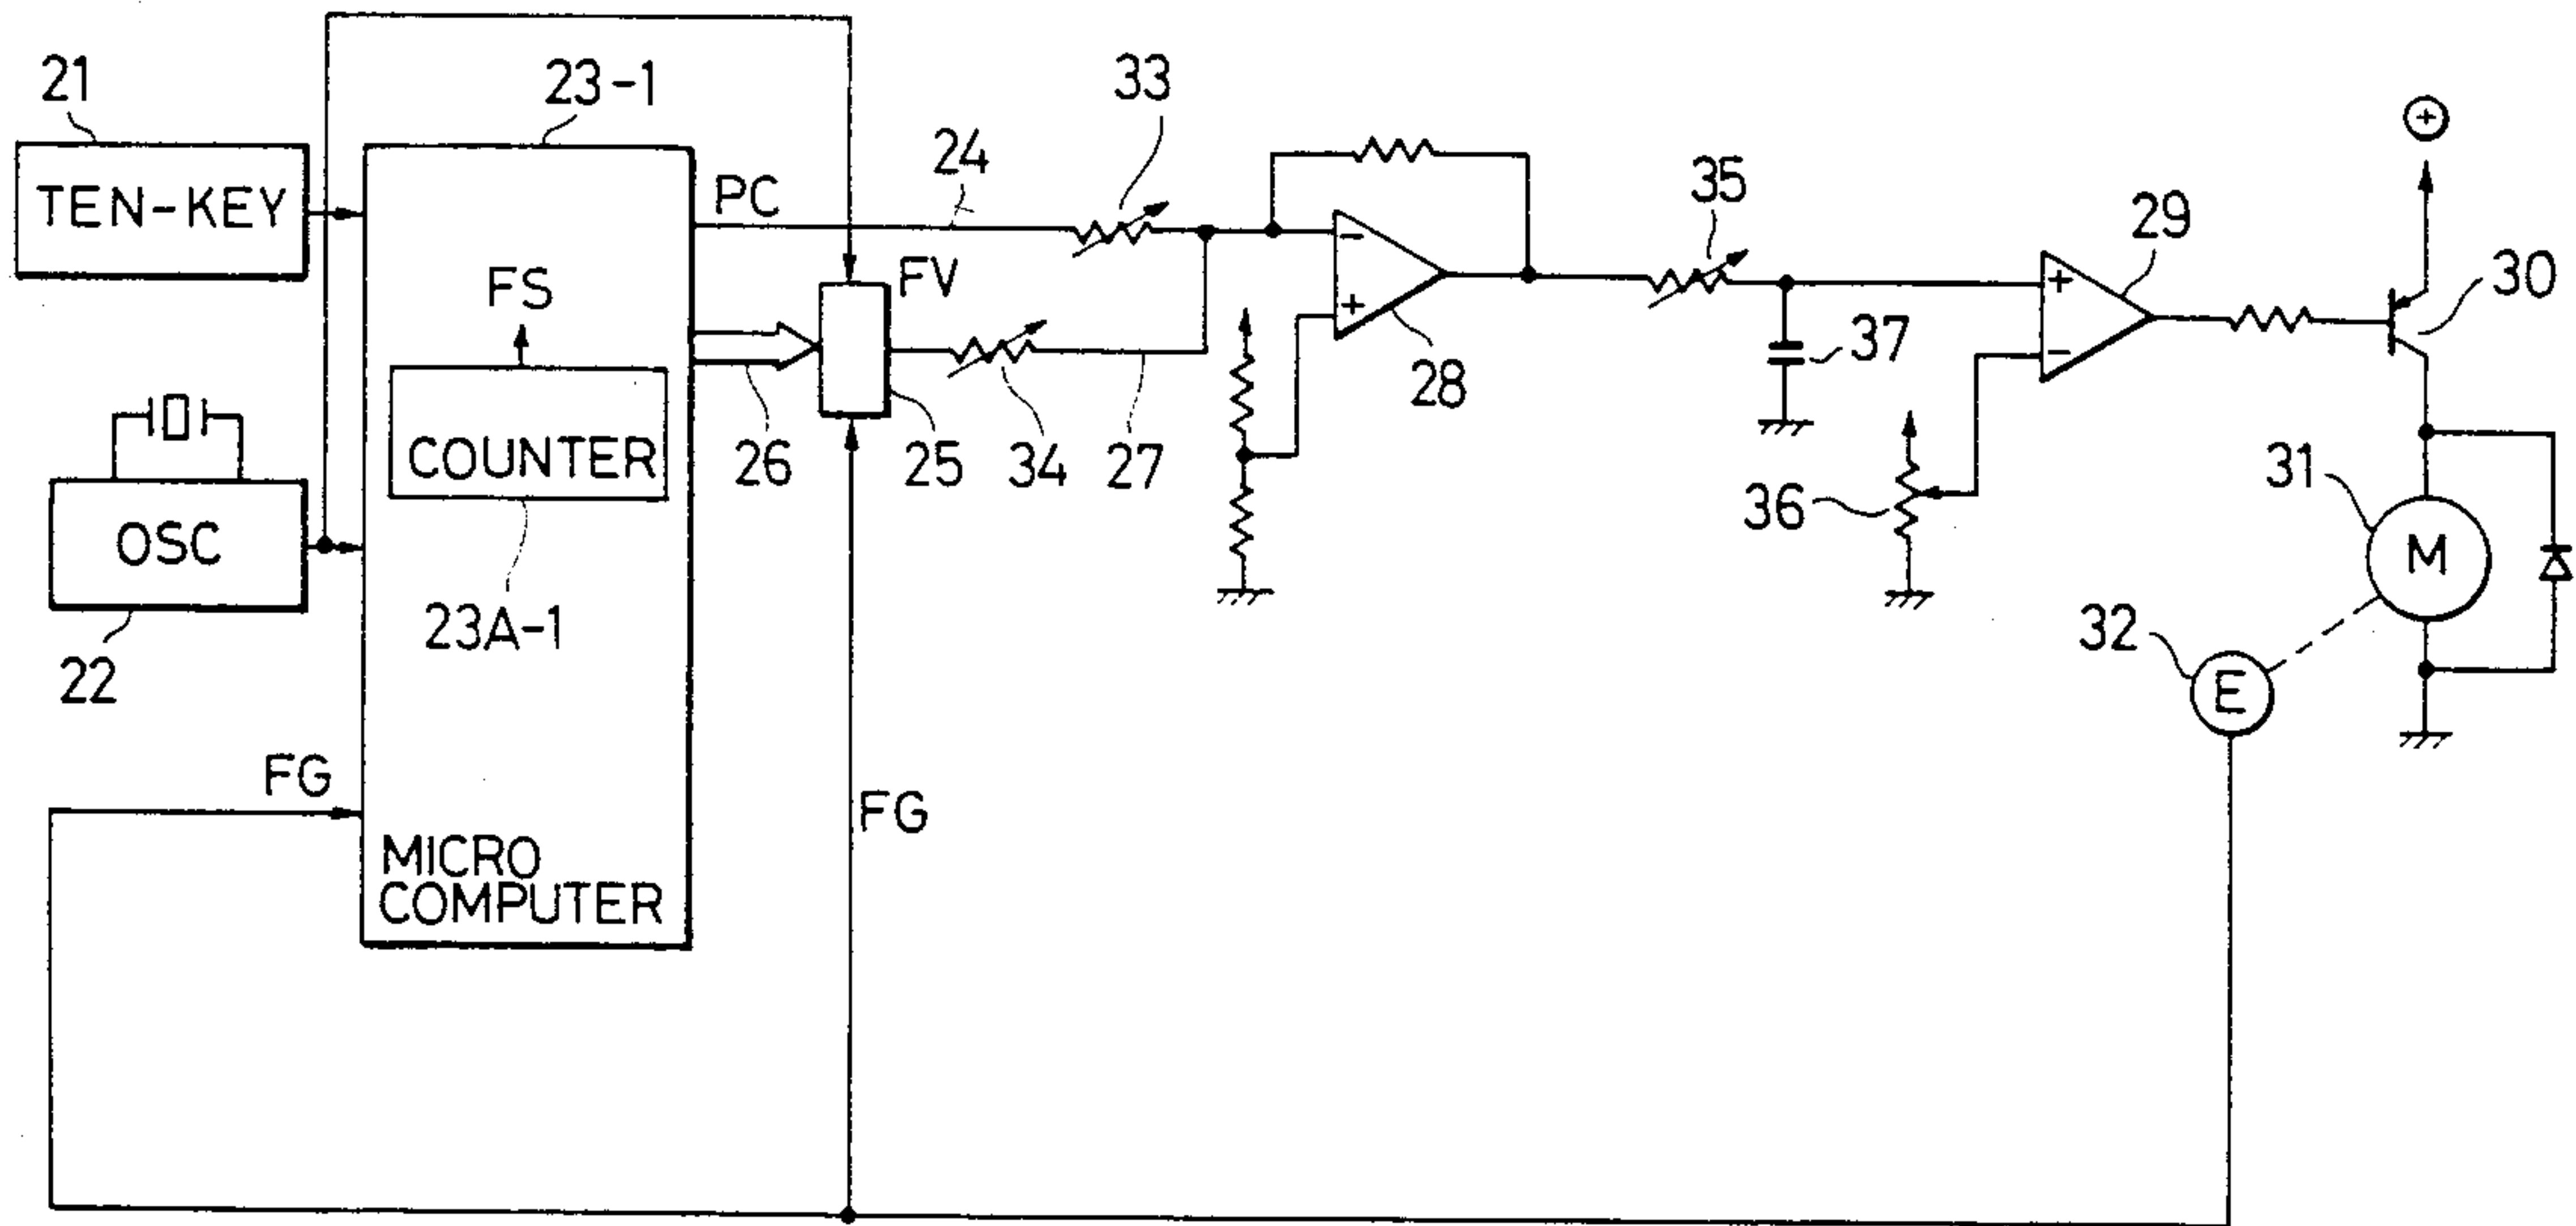 21
TEN-KEY
23-1
PC
24
33
35
29
+
30
FS
FV
-
+
28
37
+
-
COUNTER
26
25
34
27
36
31
M
OSC
22
23A-1
32
E
FG
FG
MICRO
COMPUTER